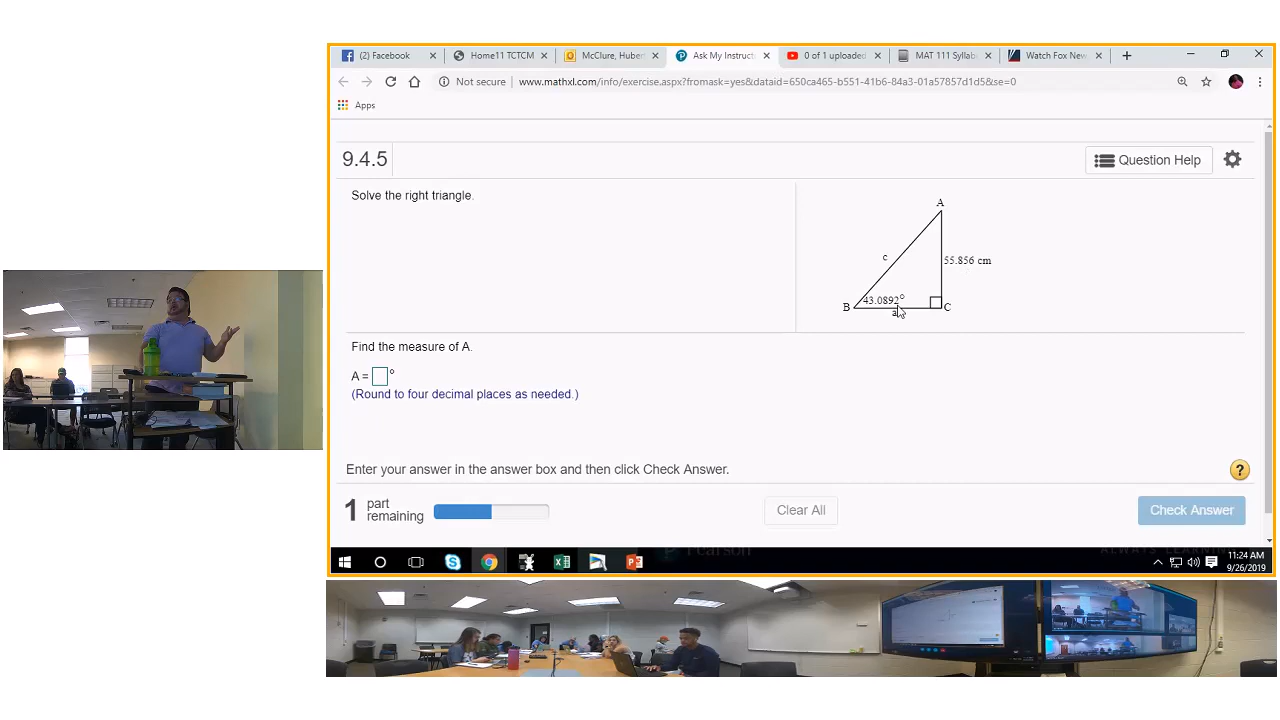 (2) Facebook
Home11 TCTCM
McClure, Huber
Ask My Instruct
0 of 1 uploaded
MAT 111 Syllab
Watch Fox New
Not secure
www.mathxl.com/info/exercise.aspx?fromask=yes&dataid=650ca465-b551-41b6-84a3-01a57857d1d5&se=0
Apps
9.4.5
Question Help
Solve the right triangle.
A
c
55.856 cm
B
43.0892°
a
C
Find the measure of A.
A = °
(Round to four decimal places as needed.)
Enter your answer in the answer box and then click Check Answer.
?
1 part
remaining
Clear All
Check Answer
Pearson
ALWAYS LEARNIN
11:24 AM
9/26/2019